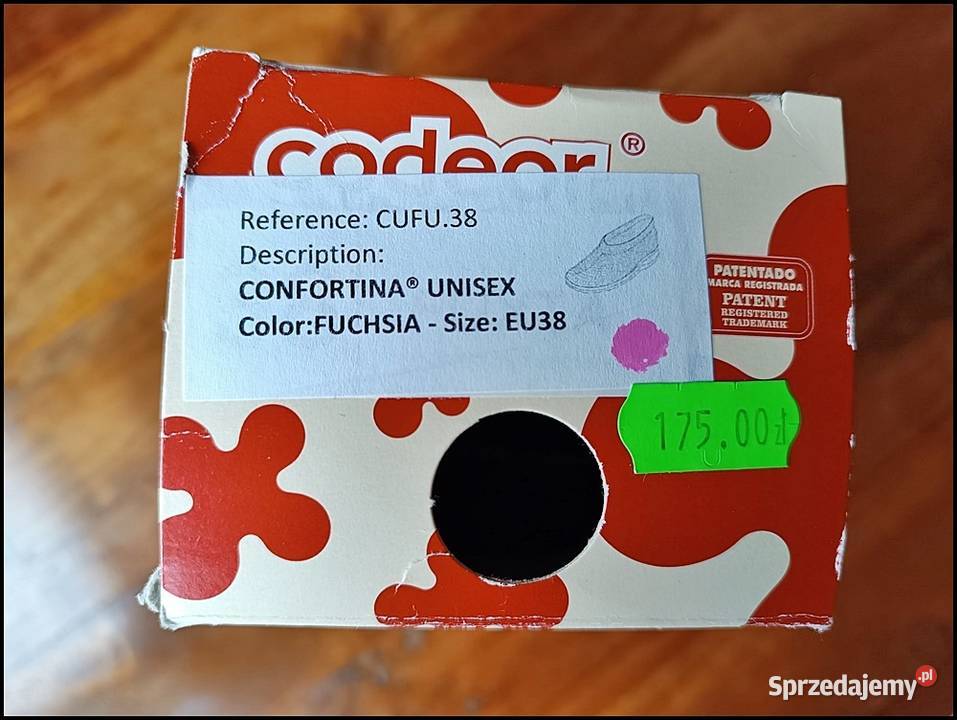 codeor®
Reference: CUFU.38
Description:
CONFORTINA® UNISEX
Color:FUCHSIA - Size: EU38
PATENTADO
MARCA REGISTRADA
PATENT
REGISTERED
TRADEMARK
175.00zł
Sprzedajemy.pl